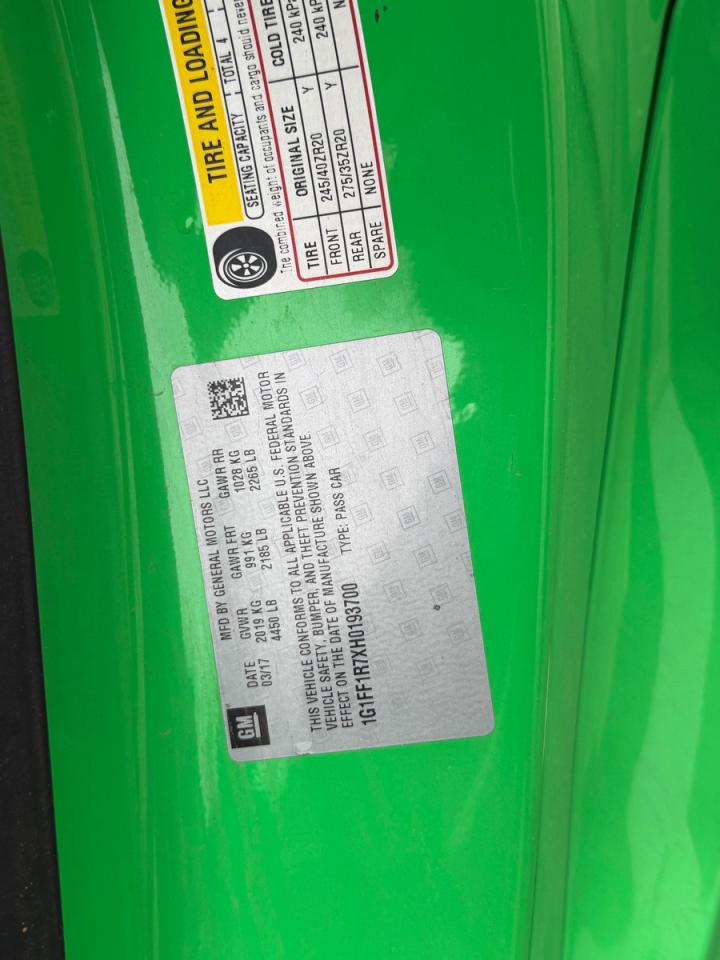 TIRE AND LOADING
SEATING CAPACITY TOTAL 4
The combined weight of occupants and cargo should never
TIRE ORIGINAL SIZE COLD TIRE
FRONT 245/40ZR20 Y 240 kPa
REAR 275/35ZR20 Y 240 kP
SPARE NONE N
MFD BY GENERAL MOTORS LLC
DATE GVWR GAWR FRT GAWR RR
03/17 2019 KG 991 KG 1028 KG
4450 LB 2185 LB 2265 LB
GM
THIS VEHICLE CONFORMS TO ALL APPLICABLE U.S. FEDERAL MOTOR
VEHICLE SAFETY, BUMPER, AND THEFT PREVENTION STANDARDS IN
EFFECT ON THE DATE OF MANUFACTURE SHOWN ABOVE.
1G1FF1R7XH0193700 TYPE: PASS CAR